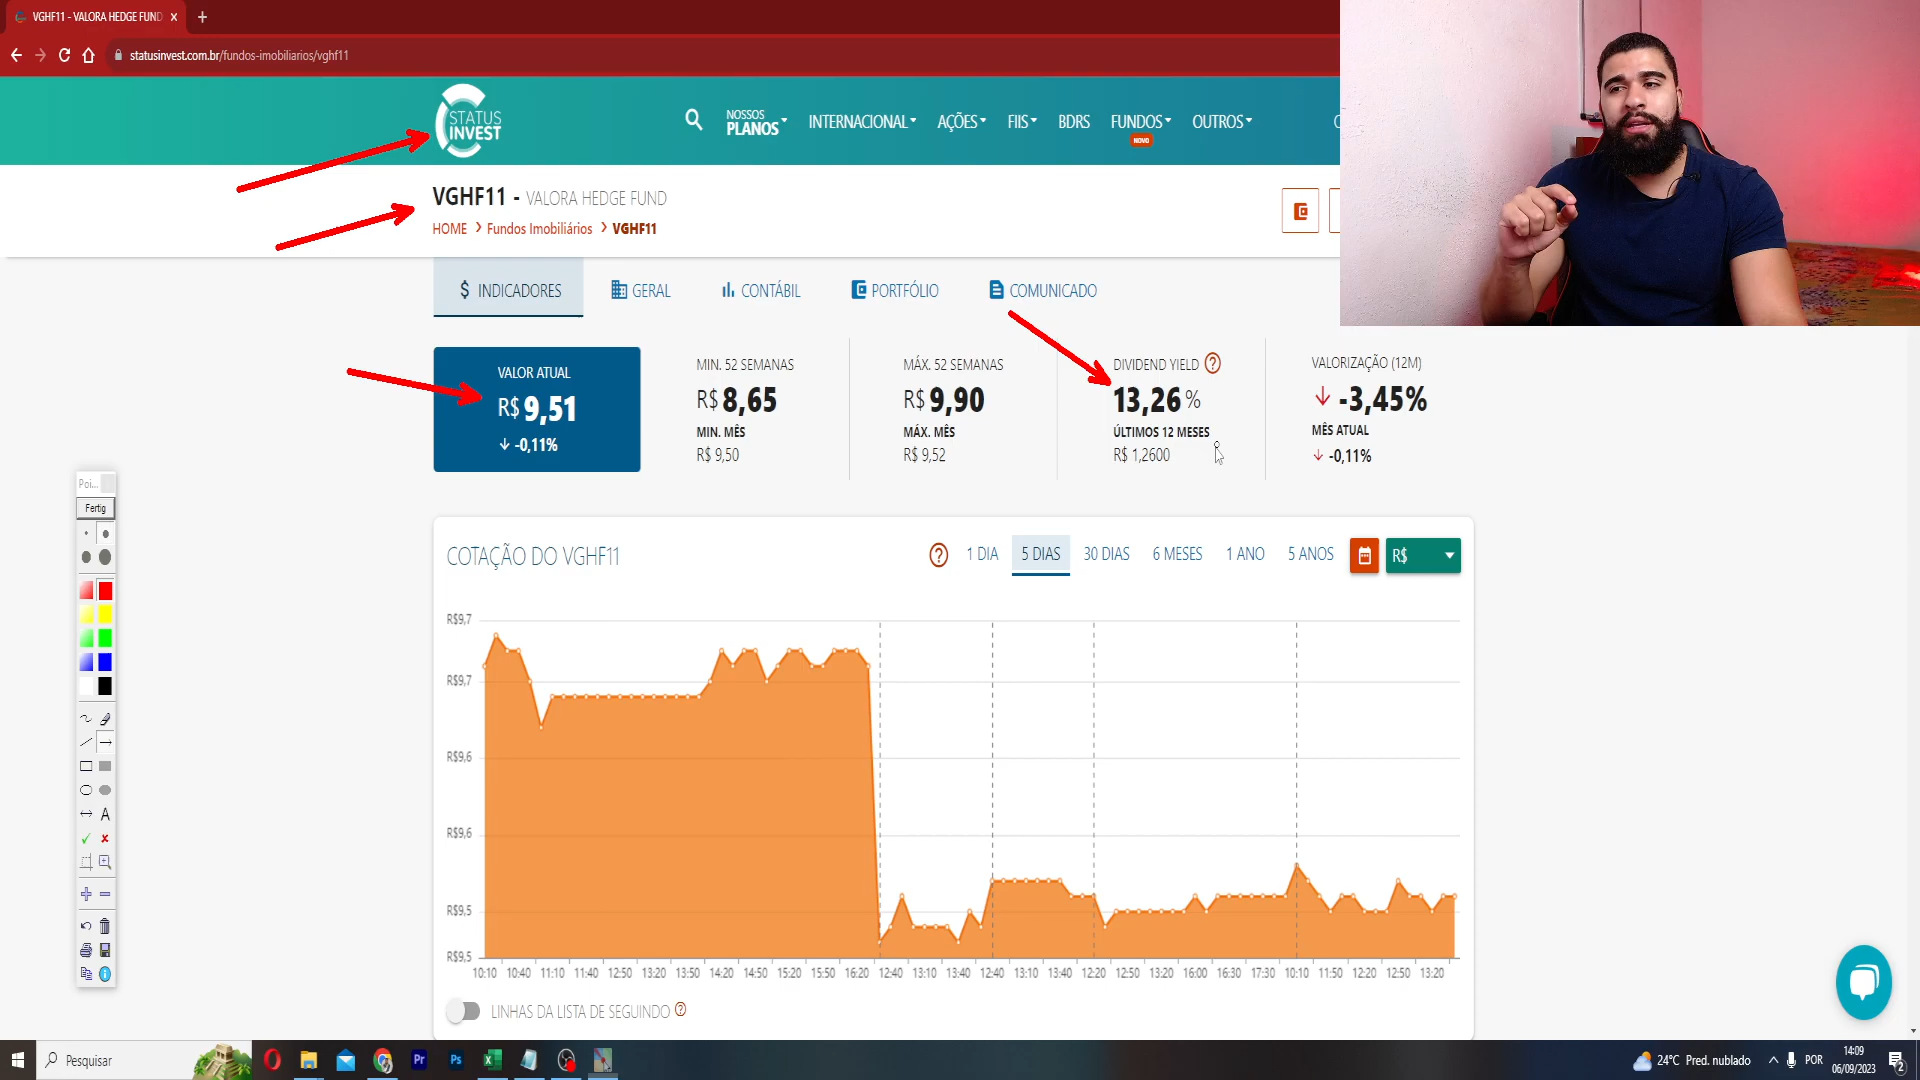 VGHF11 - VALORA HEDGE FUND
statusinvest.com.br/fundos-imobiliarios/vghf11
STATUS
INVEST
NOSSOS
PLANOS
INTERNACIONAL
AÇÕES
FIIS
BDRS
FUNDOS
NOVO
OUTROS
VGHF11 - VALORA HEDGE FUND
HOME > Fundos Imobiliários > VGHF11
INDICADORES
GERAL
CONTÁBIL
PORTFÓLIO
COMUNICADO
VALOR ATUAL
R$ 9,51
-0,11%
MIN. 52 SEMANAS
R$ 8,65
MIN. MÊS
R$ 9,50
MÁX. 52 SEMANAS
R$ 9,90
MÁX. MÊS
R$ 9,52
DIVIDEND YIELD ?
13,26 %
ÚLTIMOS 12 MESES
R$ 1,2600
VALORIZAÇÃO (12M)
-3,45%
MÊS ATUAL
-0,11%
Poi...
Fertig
A
COTAÇÃO DO VGHF11
? 1 DIA 5 DIAS 30 DIAS 6 MESES 1 ANO 5 ANOS R$
R$9,7
R$9,7
R$9,6
R$9,6
R$9,5
R$9,5
10:10 10:40 11:10 11:40 12:50 13:20 13:50 14:20 14:50 15:20 15:50 16:20 12:40 13:10 13:40 12:40 13:10 13:40 12:20 12:50 13:20 16:00 16:30 17:30 10:10 11:50 12:20 12:50 13:20
LINHAS DA LISTA DE SEGUINDO ?
Pesquisar
Pr
Ps
24°C Pred. nublado
POR
14:09
06/09/2023
2